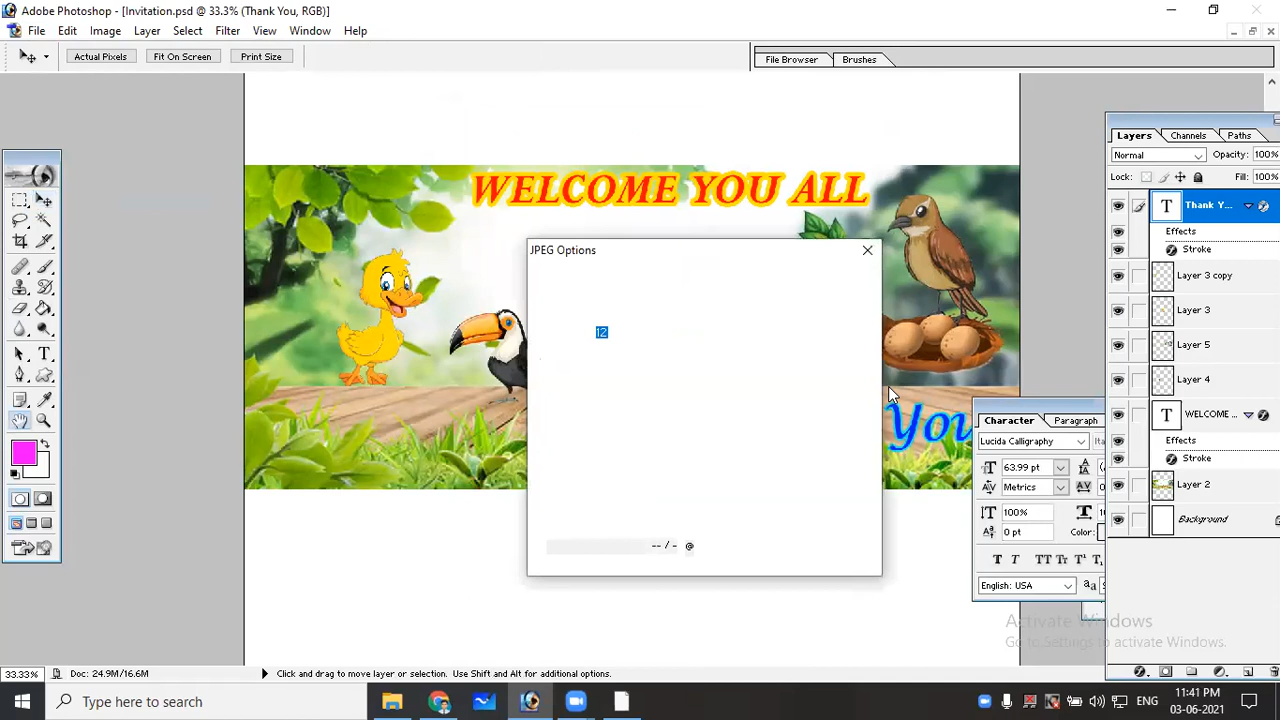 Adobe Photoshop - [Invitation.psd @ 33.3% (Thank You, RGB)]
File Edit Image Layer Select Filter View Window Help
Actual Pixels Fit On Screen Print Size File Browser Brushes
Layers Channels Paths
Normal Opacity: 100%
Lock: Fill: 100%
T Thank Y...
Effects
Stroke
Layer 3 copy
Layer 3
Layer 5
Layer 4
T WELCOME ...
Effects
Stroke
Layer 2
Background
WELCOME YOU ALL
JPEG Options
12
-- / - @
You
Character Paragraph
Lucida Calligraphy
63.99 pt
Metrics
100%
0 pt Color:
T T TT Tr T¹ T,
English: USA aa
Activate Windows
Go to Settings to activate Windows.
33.33% Doc: 24.9M/16.6M Click and drag to move layer or selection. Use Shift and Alt for additional options.
Type here to search
ENG
11:41 PM
03-06-2021